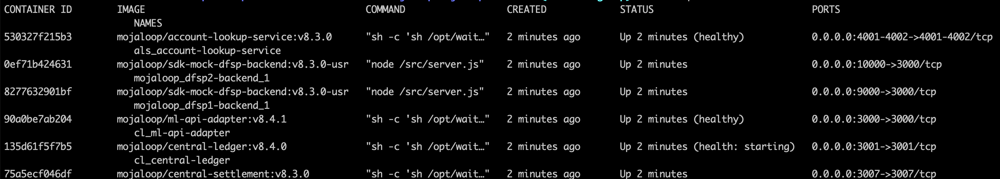 CONTAINER ID        IMAGE                                       COMMAND                  CREATED             STATUS                            PORTS
   NAMES
530327f215b3        mojaloop/account-lookup-service:v8.3.0      "sh -c 'sh /opt/wait…"   2 minutes ago       Up 2 minutes (healthy)            0.0.0.0:4001-4002->4001-4002/tcp
   als_account-lookup-service
0ef71b424631        mojaloop/sdk-mock-dfsp-backend:v8.3.0-usr   "node /src/server.js"    2 minutes ago       Up 2 minutes                      0.0.0.0:10000->3000/tcp
   mojaloop_dfsp2-backend_1
8277632901bf        mojaloop/sdk-mock-dfsp-backend:v8.3.0-usr   "node /src/server.js"    2 minutes ago       Up 2 minutes                      0.0.0.0:9000->3000/tcp
   mojaloop_dfsp1-backend_1
90a0be7ab204        mojaloop/ml-api-adapter:v8.4.1              "sh -c 'sh /opt/wait…"   2 minutes ago       Up 2 minutes (healthy)            0.0.0.0:3000->3000/tcp
   cl_ml-api-adapter
135d61f5f7b5        mojaloop/central-ledger:v8.4.0              "sh -c 'sh /opt/wait…"   2 minutes ago       Up 2 minutes (health: starting)   0.0.0.0:3001->3001/tcp
   cl_central-ledger
75a5ecf046df        mojaloop/central-settlement:v8.3.0          "sh -c 'sh /opt/wait…"   2 minutes ago       Up 2 minutes                      0.0.0.0:3007->3007/tcp